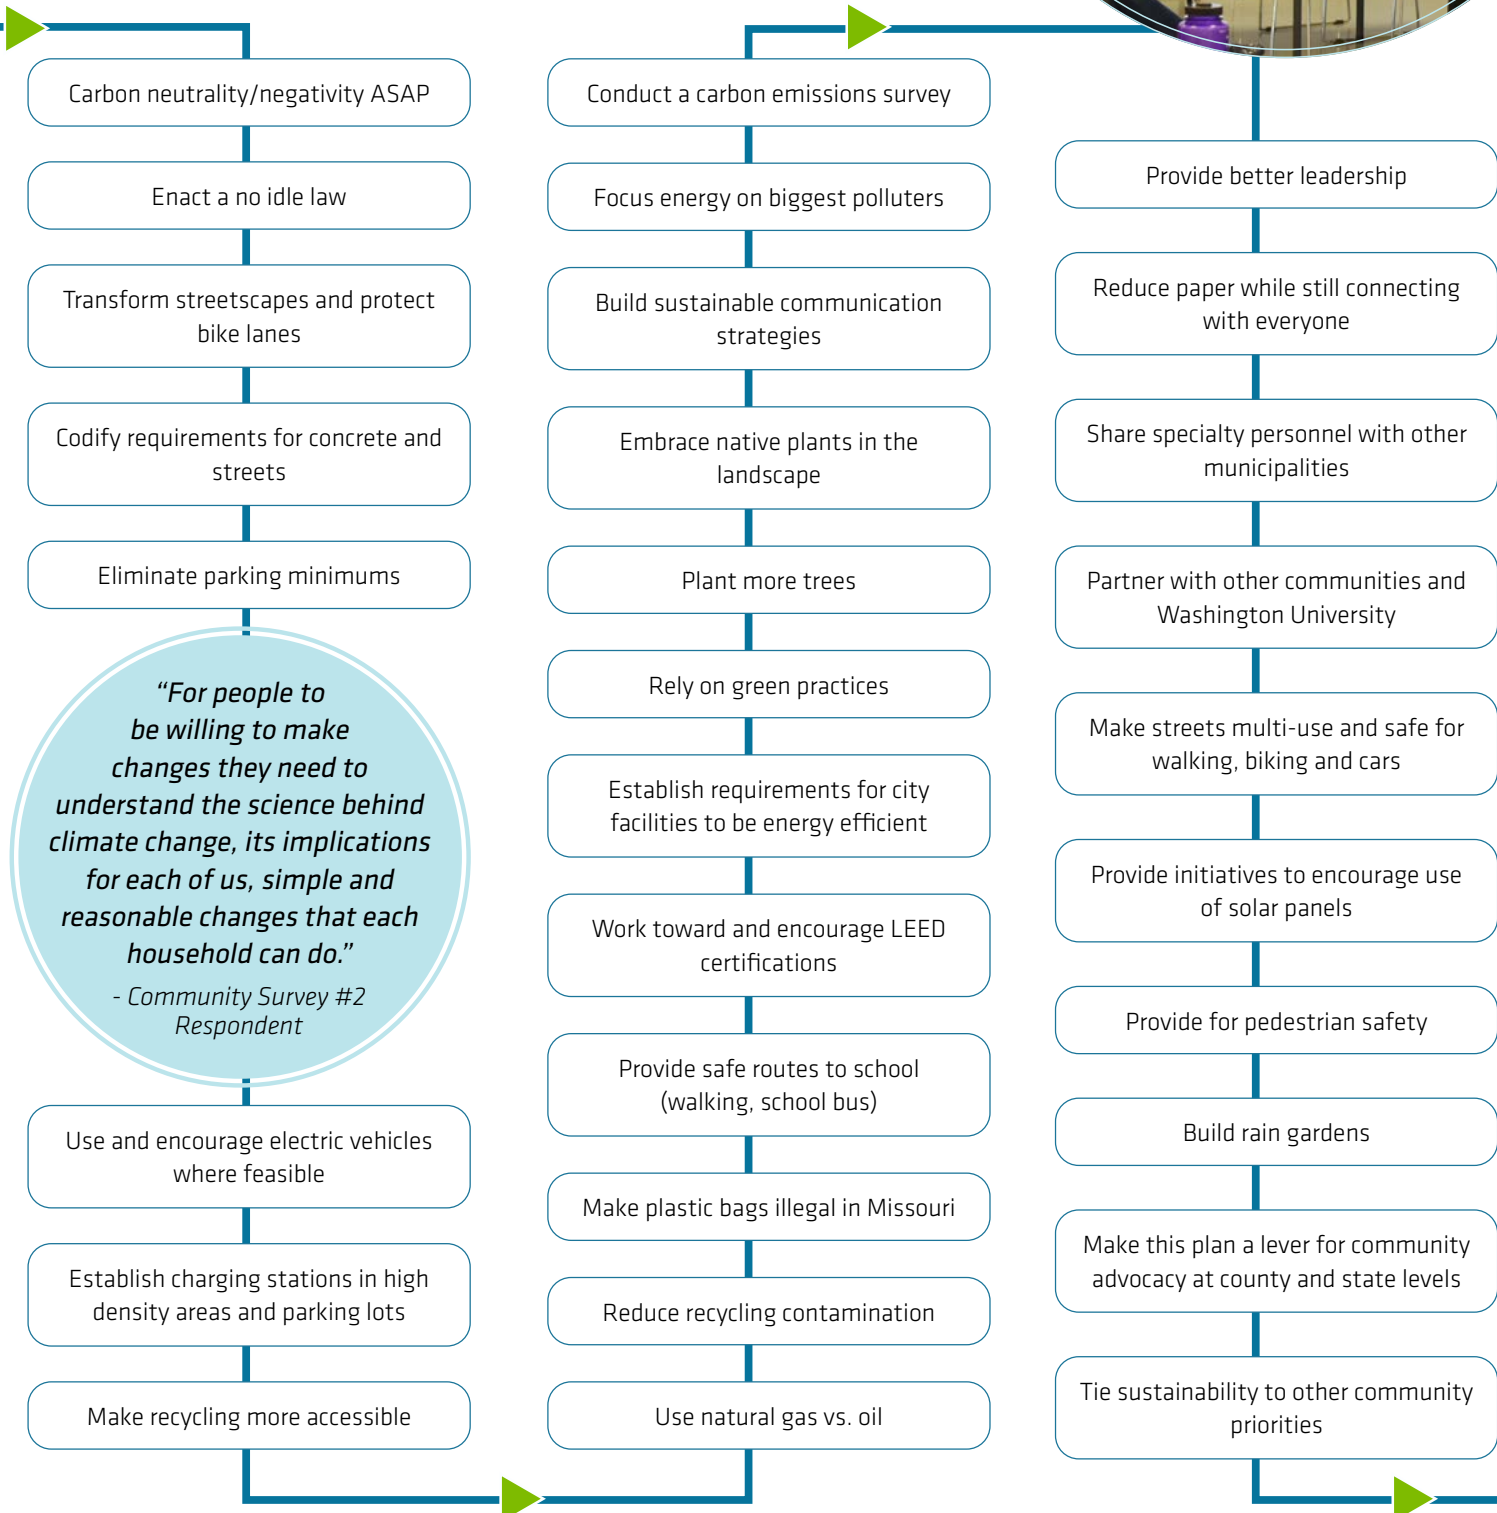 Carbon neutrality/negativity ASAP
Enact a no idle law
Transform streetscapes and protect
bike lanes
Codify requirements for concrete and
streets
Eliminate parking minimums
“For people to
be willing to make
changes they need to
understand the science behind
climate change, its implications
for each of us, simple and
reasonable changes that each
household can do.”
- Community Survey #2
Respondent
Use and encourage electric vehicles
where feasible
Establish charging stations in high
density areas and parking lots
Make recycling more accessible
Conduct a carbon emissions survey
Focus energy on biggest polluters
Build sustainable communication
strategies
Embrace native plants in the
landscape
Plant more trees
Rely on green practices
Establish requirements for city
facilities to be energy efficient
Work toward and encourage LEED
certifications
Provide safe routes to school
(walking, school bus)
Make plastic bags illegal in Missouri
Reduce recycling contamination
Use natural gas vs. oil
Provide better leadership
Reduce paper while still connecting
with everyone
Share specialty personnel with other
municipalities
Partner with other communities and
Washington University
Make streets multi-use and safe for
walking, biking and cars
Provide initiatives to encourage use
of solar panels
Provide for pedestrian safety
Build rain gardens
Make this plan a lever for community
advocacy at county and state levels
Tie sustainability to other community
priorities